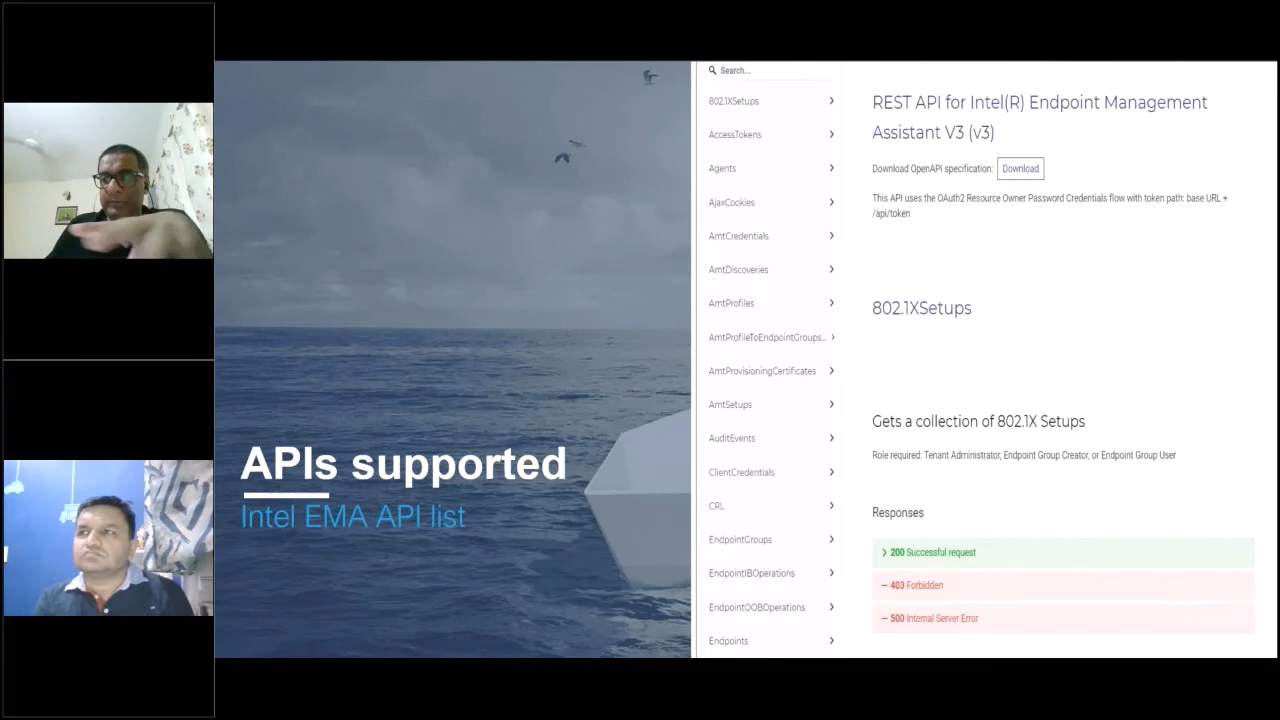 APIs supported
Intel EMA API list
Search...
802.1XSetups
AccessTokens
Agents
AjaxCookies
AmtCredentials
AmtDiscoveries
AmtProfiles
AmtProfileToEndpointGroups...
AmtProvisioningCertificates
AmtSetups
AuditEvents
ClientCredentials
CRL
EndpointGroups
EndpointIBOperations
EndpointOOBOperations
Endpoints
REST API for Intel(R) Endpoint Management
Assistant V3 (v3)
Download OpenAPI specification: Download
This API uses the OAuth2 Resource Owner Password Credentials flow with token path: base URL +
/api/token
802.1XSetups
Gets a collection of 802.1X Setups
Role required: Tenant Administrator, Endpoint Group Creator, or Endpoint Group User
Responses
200 Successful request
— 403 Forbidden
— 500 Internal Server Error